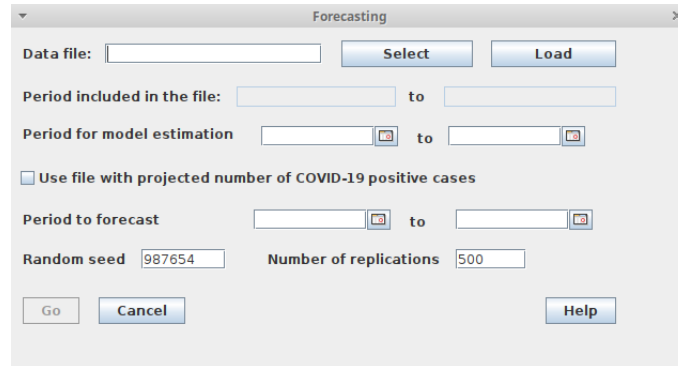 Forecasting
Data file: Select Load
Period included in the file: to
Period for model estimation to
Use file with projected number of COVID-19 positive cases
Period to forecast to
Random seed 987654 Number of replications 500
Go Cancel Help